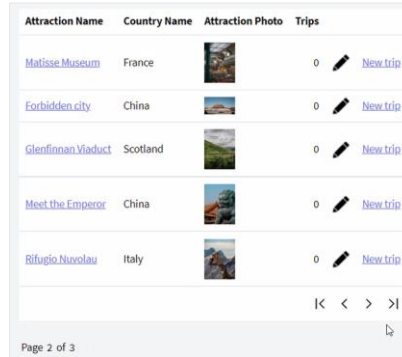 Attraction Name Country Name Attraction Photo Trips
Matisse Museum France 0 New trip
Forbidden city China 0 New trip
Glenfinnan Viaduct Scotland 0 New trip
Meet the Emperor China 0 New trip
Rifugio Nuvolau Italy 0 New trip
Page 2 of 3